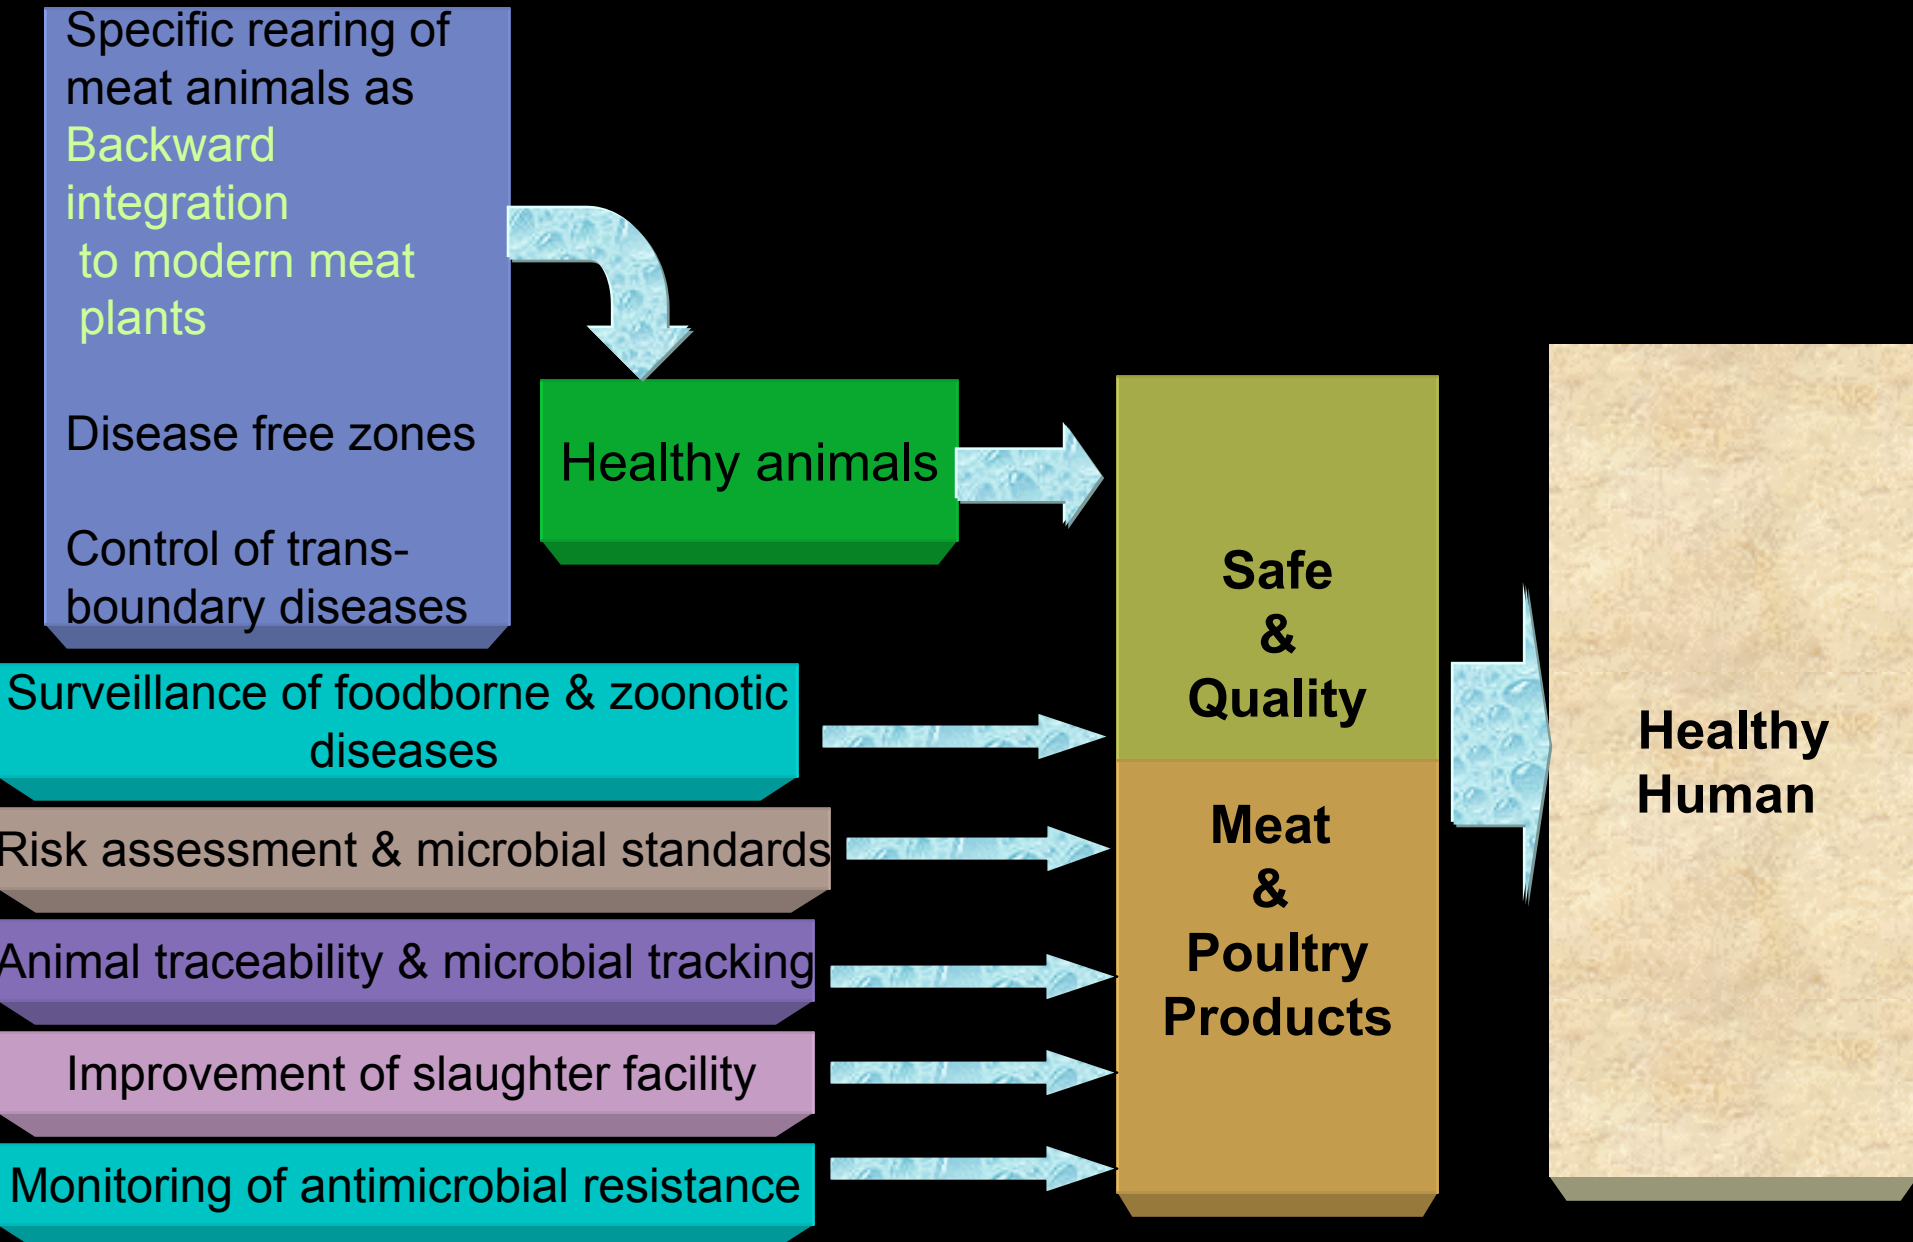 Specific rearing of
meat animals as
Backward
integration
to modern meat
plants
Disease free zones
Control of trans-
boundary diseases
Healthy animals
Surveillance of foodborne & zoonotic
diseases
Risk assessment & microbial standards
Animal traceability & microbial tracking
Improvement of slaughter facility
Monitoring of antimicrobial resistance
Safe
&
Quality
Meat
&
Poultry
Products
Healthy
Human